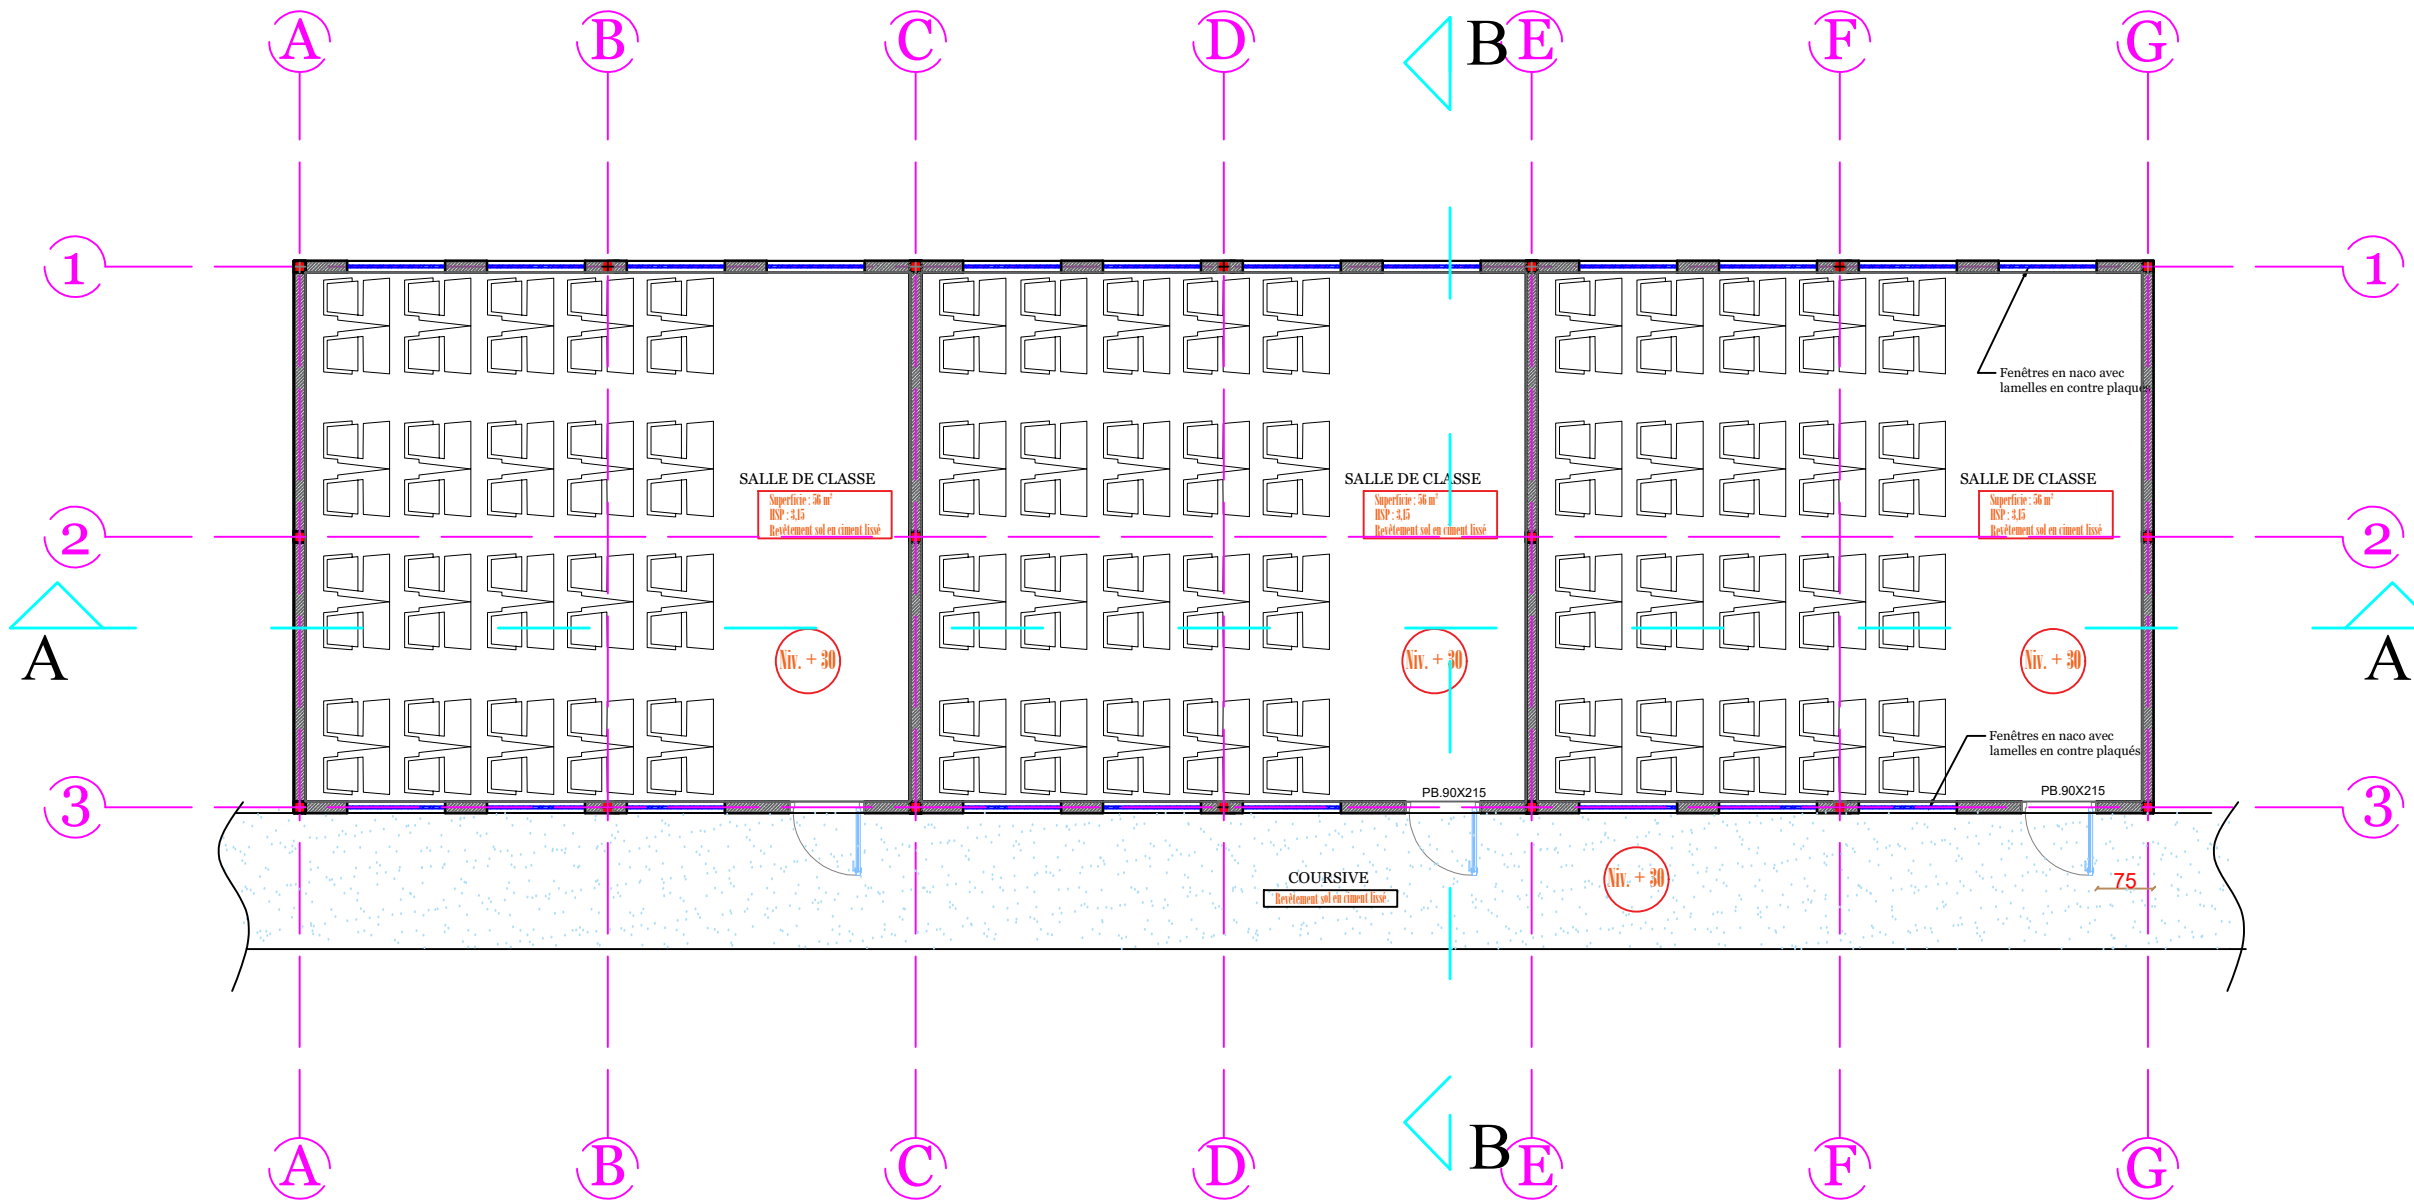 A B C D B E F G
1 1
Fenêtres en naco avec
lamelles en contre plaqués
SALLE DE CLASSE SALLE DE CLASSE SALLE DE CLASSE
Superficie : 56 m² Superficie : 56 m² Superficie : 56 m²
HSP : 3,15 HSP : 3,15 HSP : 3,15
Revêtement sol en ciment lissé Revêtement sol en ciment lissé Revêtement sol en ciment lissé
2 2
A Niv. + 30 Niv. + 30 Niv. + 30 A
Fenêtres en naco avec
lamelles en contre plaqués
PB.90X215 PB.90X215
3 3
COURSIVE Niv. + 30 75
Revêtement sol en ciment lissé
A B C D B E F G